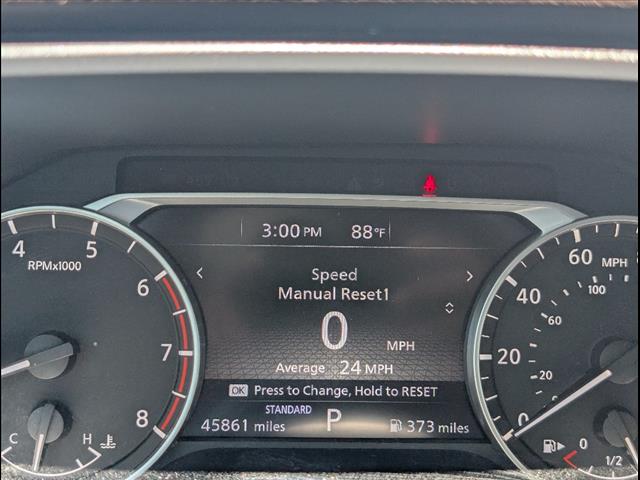 3:00 PM 88°F
Speed
Manual Reset1
0 MPH
Average 24 MPH
OK Press to Change, Hold to RESET
STANDARD
45861 miles P 373 miles
4 5 6 7 8
RPMx1000
C H
0 20 40 60 MPH
0 20 60 100
0 1/2